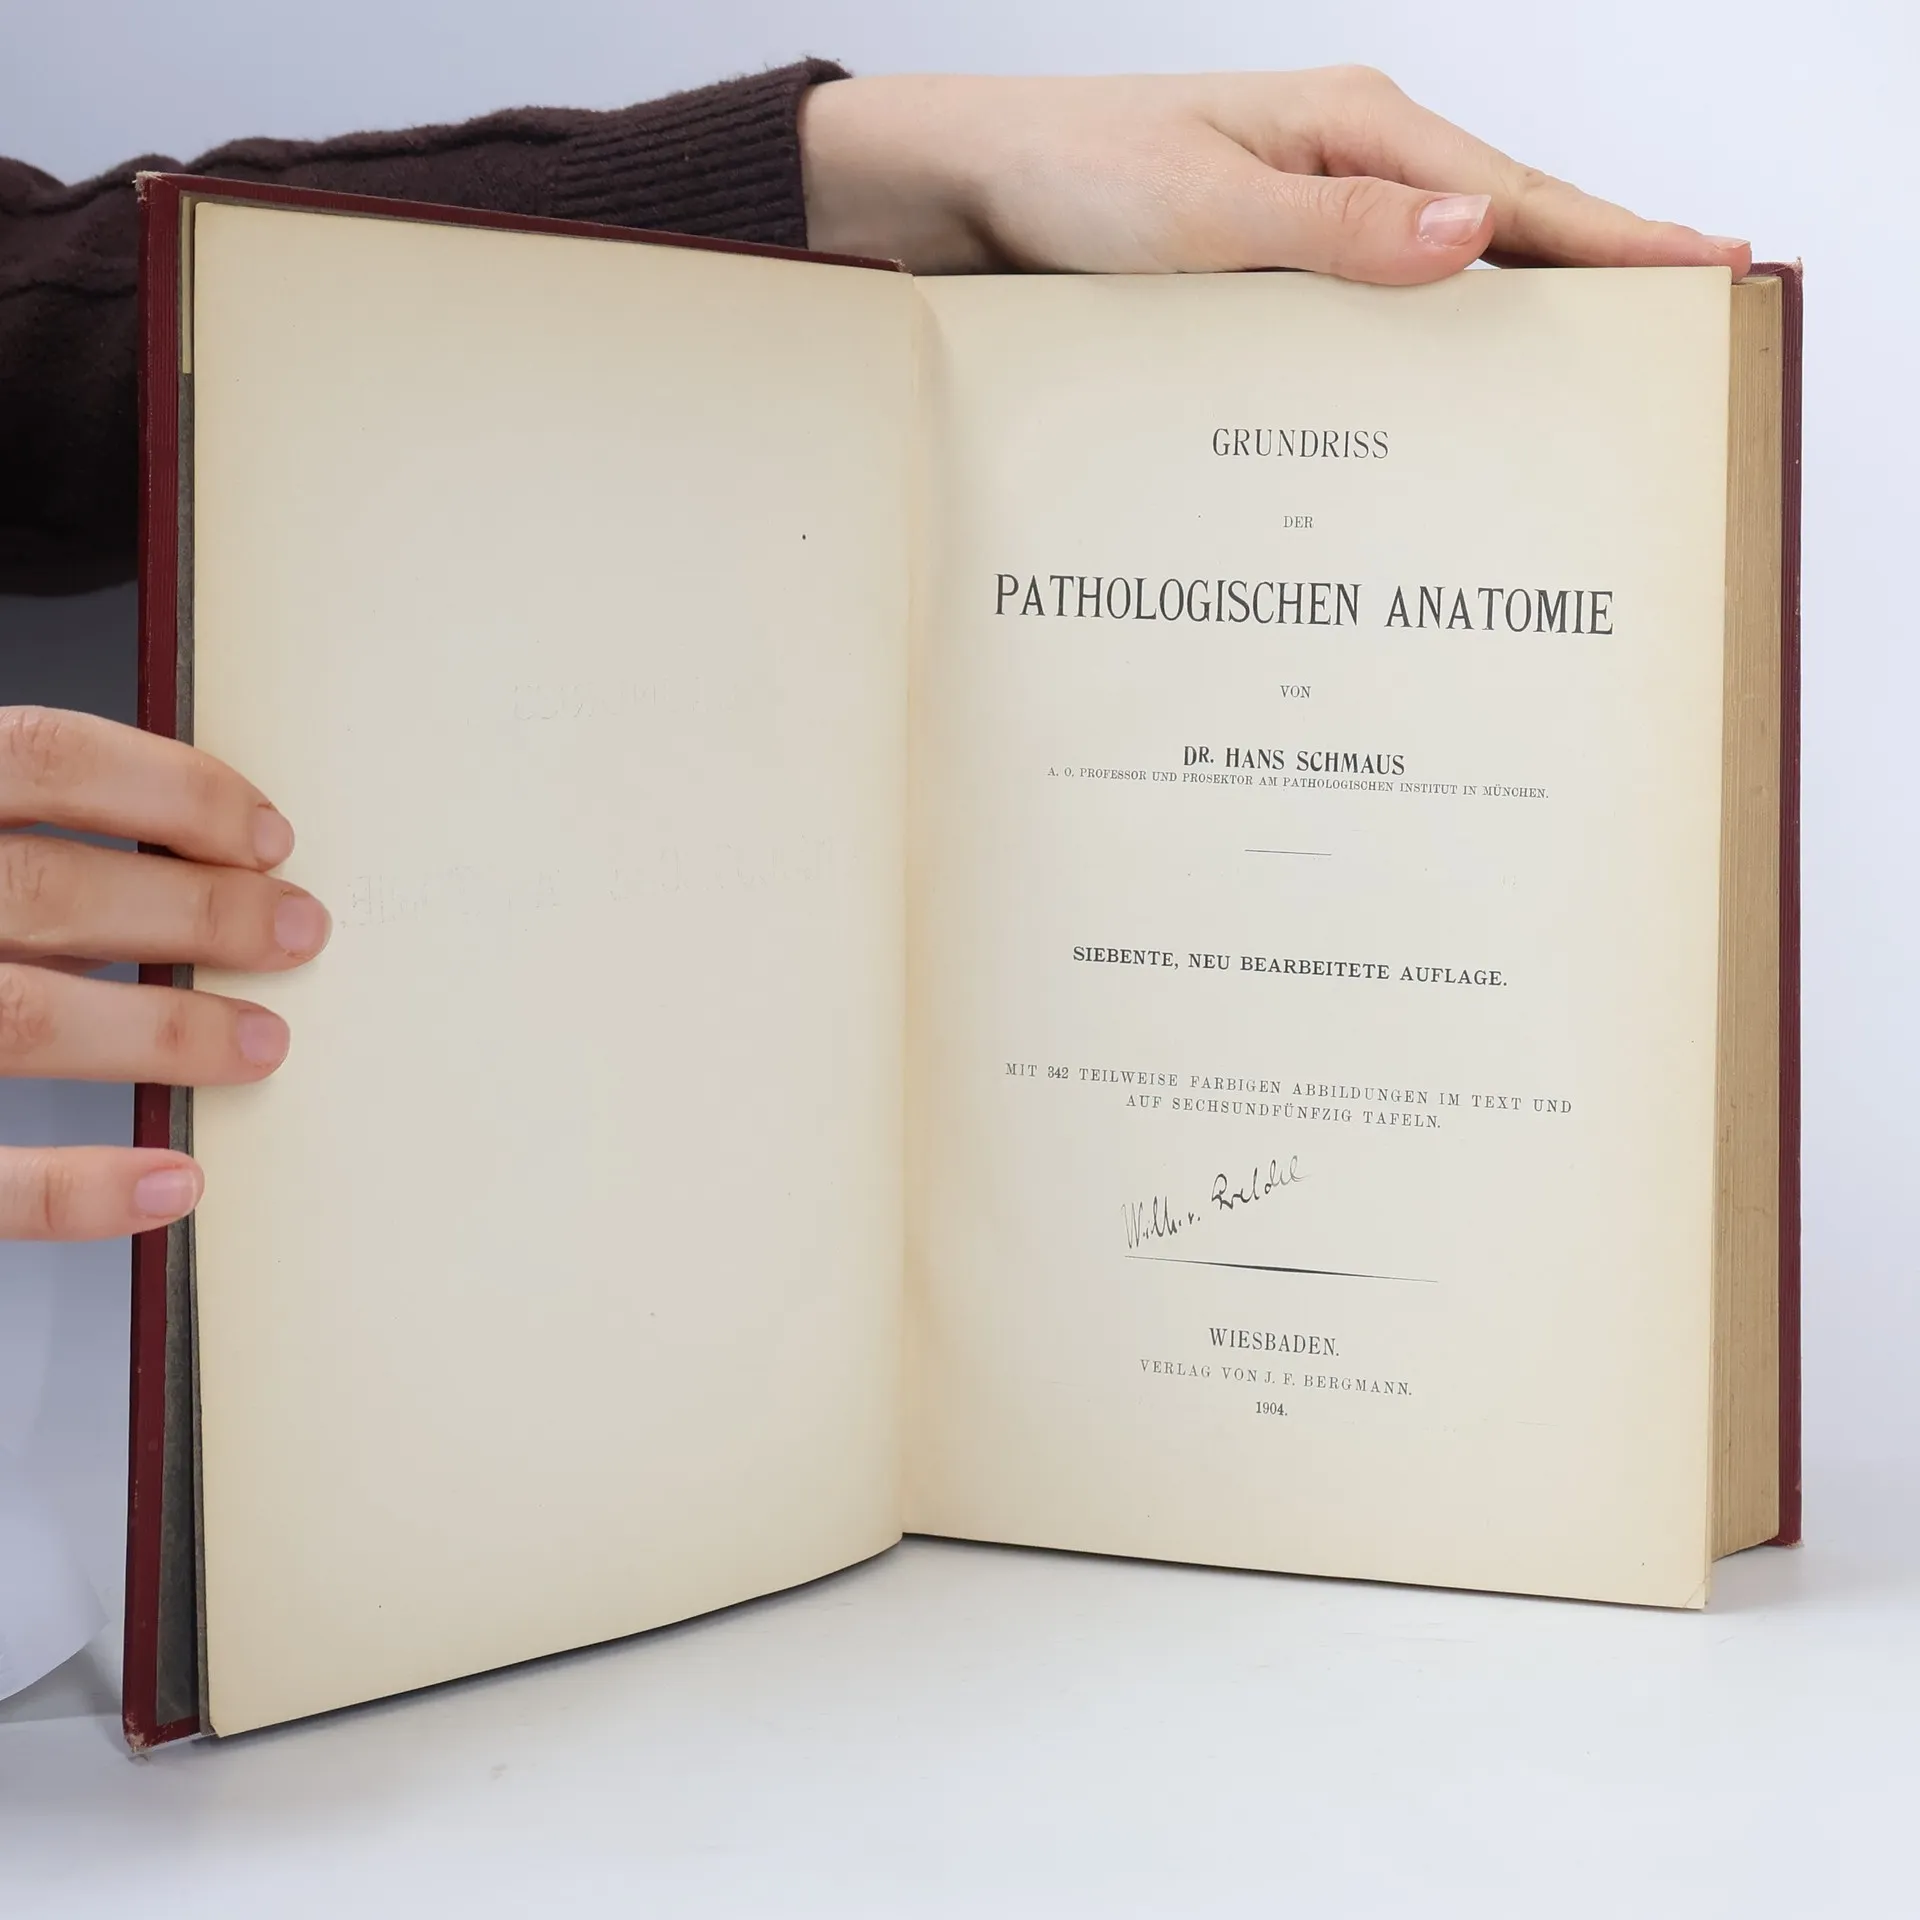 GRUNDRISS
DER
PATHOLOGISCHEN ANATOMIE
VON
DR. HANS SCHMAUS
A. O. PROFESSOR UND PROSEKTOR AM PATHOLOGISCHEN INSTITUT IN MÜNCHEN.
SIEBENTE, NEU BEARBEITETE AUFLAGE.
MIT 342 TEILWEISE FARBIGEN ABBILDUNGEN IM TEXT UND
AUF SECHSUNDFÜNFZIG TAFELN.
Wilh. v.
WIESBADEN.
VERLAG VON J. F. BERGMANN.
1904.